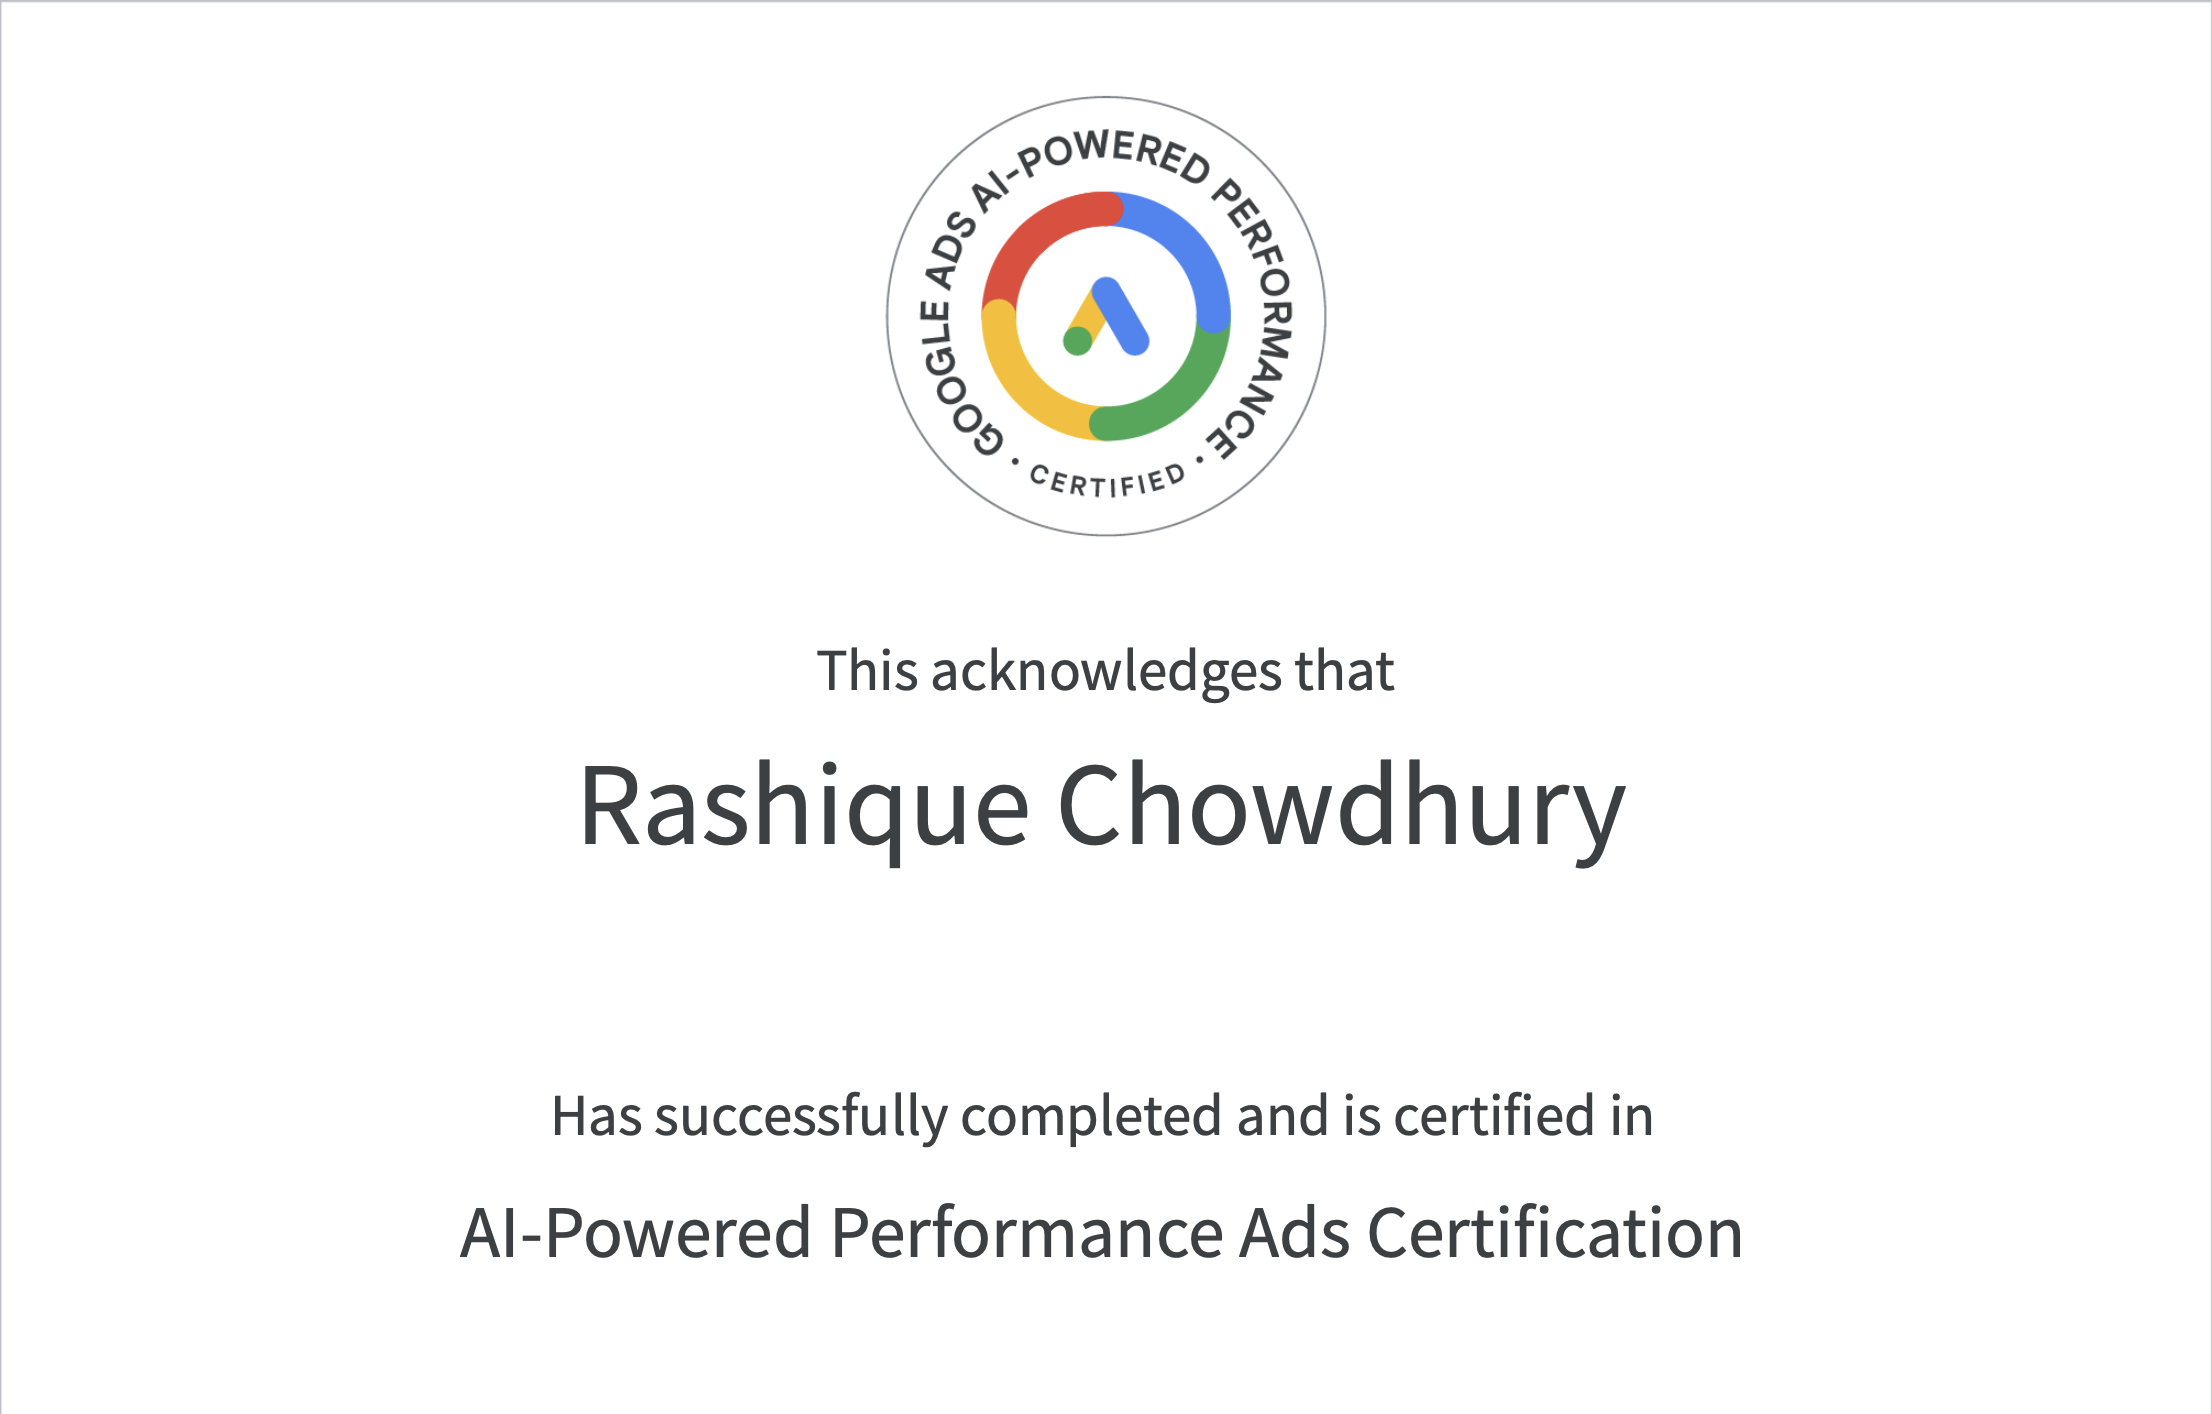 GOOGLE ADS AI-POWERED PERFORMANCE
• CERTIFIED •
This acknowledges that
Rashique Chowdhury
Has successfully completed and is certified in
AI-Powered Performance Ads Certification